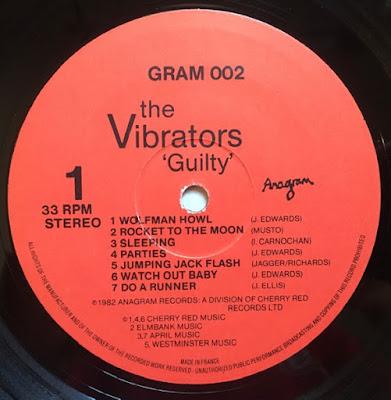 GRAM 002
the
Vibrators
'Guilty'
Anagram
1
33 RPM
STEREO
1 WOLFMAN HOWL (J. EDWARDS)
2 ROCKET TO THE MOON (MUSTO)
3 SLEEPING (I. CARNOCHAN)
4 PARTIES (J. EDWARDS)
5 JUMPING JACK FLASH (JAGGER/RICHARDS)
6 WATCH OUT BABY (J. EDWARDS)
7 DO A RUNNER (J. ELLIS)
℗1982 ANAGRAM RECORDS: A DIVISION OF CHERRY RED
RECORDS LTD
©1,4,6 CHERRY RED MUSIC
2 ELMBANK MUSIC
3,7 APRIL MUSIC
5, WESTMINSTER MUSIC
MADE IN FRANCE
ALL RIGHTS OF THE MANUFACTURER AND OF THE OWNER OF THE RECORDED WORK RESERVED - UNAUTHORISED PUBLIC PERFORMANCE BROADCASTING AND COPYING OF THIS RECORD PROHIBITED